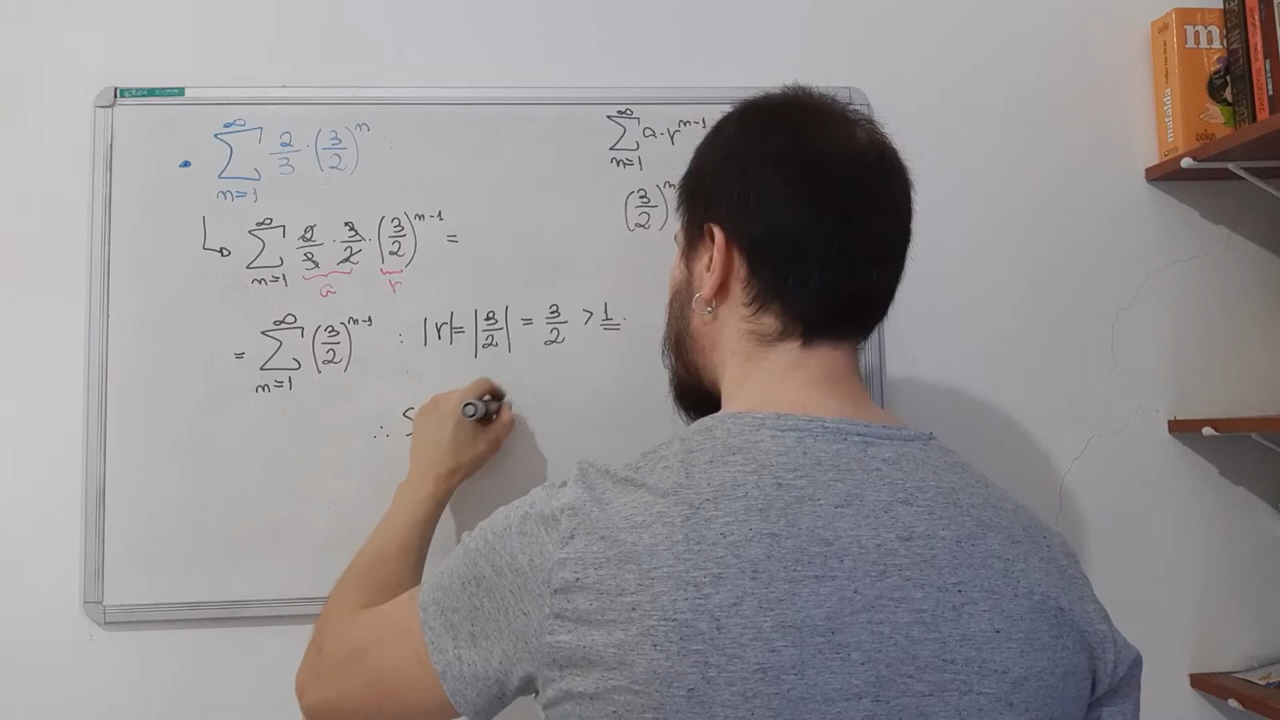 • ∑_{n=1}^{∞} 2/3 · (3/2)^n :
↳ ∑_{n=1}^{∞} 2/3 · 3/2 · (3/2)^{n-1} =
a r
= ∑_{n=1}^{∞} (3/2)^{n-1} : |r| = |3/2| = 3/2 > 1.
∴ S
∑_{n=1}^{∞} a · r^{n-1}
(3/2)^n
mafalda